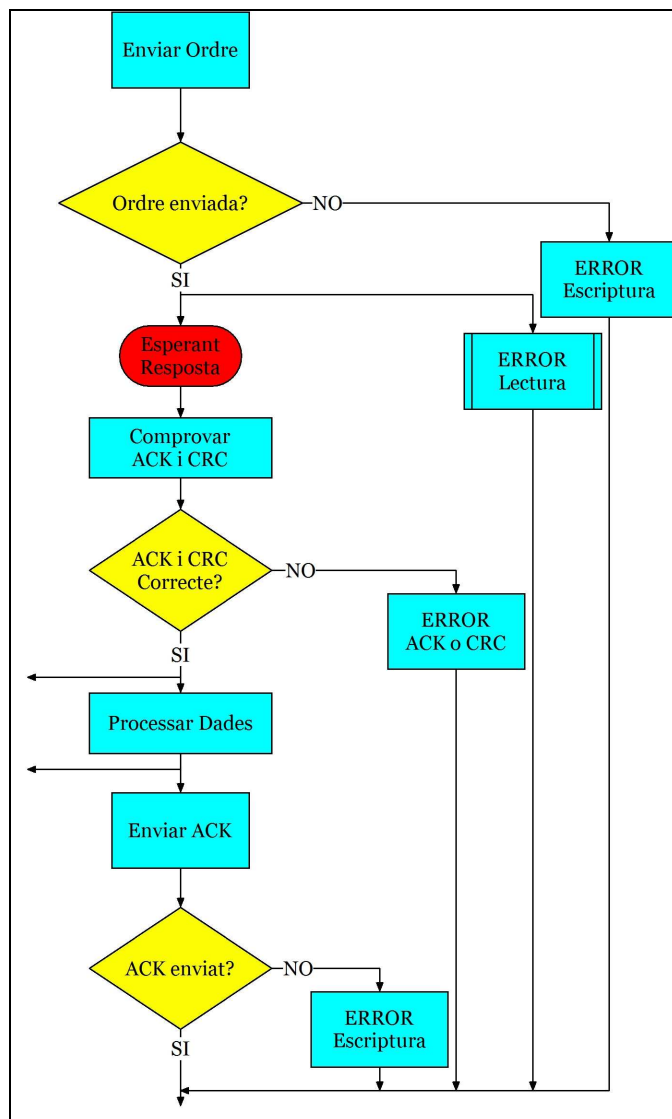 Enviar Ordre
Ordre enviada?
NO
SI
ERROR
Escriptura
Esperant
Resposta
ERROR
Lectura
Comprovar
ACK i CRC
ACK i CRC
Correcte?
NO
ERROR
ACK o CRC
SI
Processar Dades
Enviar ACK
ACK enviat?
NO
ERROR
Escriptura
SI